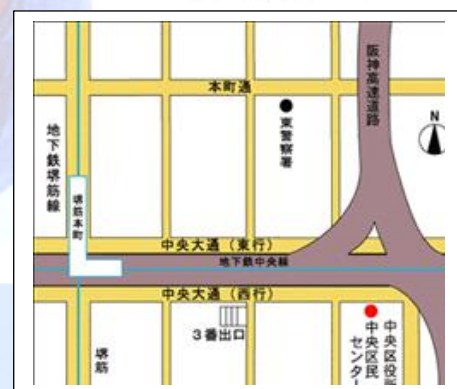 本町通
阪神高速道路
N
東警察署
地下鉄堺筋線
堺筋本町
中央大通（東行）
地下鉄中央線
中央大通（西行）
3番出口
堺筋
中央区役所
中央区民
センター